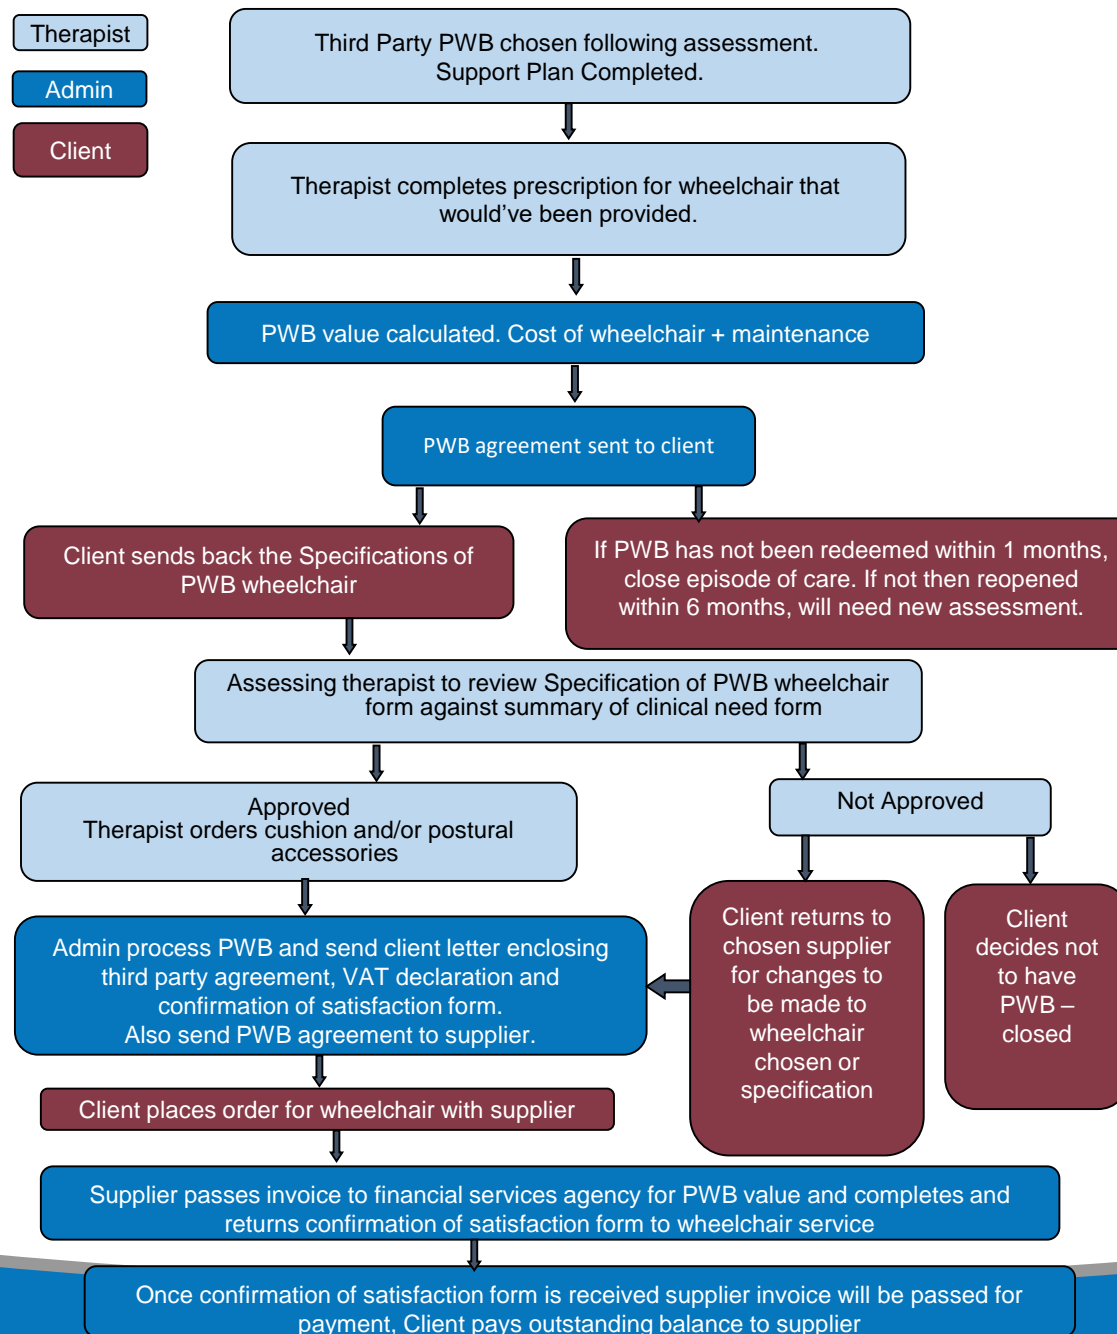 Therapist
Admin
Client
Third Party PWB chosen following assessment.
Support Plan Completed.
Therapist completes prescription for wheelchair that
would’ve been provided.
PWB value calculated. Cost of wheelchair + maintenance
PWB agreement sent to client
Client sends back the Specifications of
PWB wheelchair
If PWB has not been redeemed within 1 months,
close episode of care. If not then reopened
within 6 months, will need new assessment.
Assessing therapist to review Specification of PWB wheelchair
form against summary of clinical need form
Approved
Therapist orders cushion and/or postural
accessories
Not Approved
Admin process PWB and send client letter enclosing
third party agreement, VAT declaration and
confirmation of satisfaction form.
Also send PWB agreement to supplier.
Client returns to
chosen supplier
for changes to
be made to
wheelchair
chosen or
specification
Client
decides not
to have
PWB –
closed
Client places order for wheelchair with supplier
Supplier passes invoice to financial services agency for PWB value and completes and
returns confirmation of satisfaction form to wheelchair service
Once confirmation of satisfaction form is received supplier invoice will be passed for
payment, Client pays outstanding balance to supplier